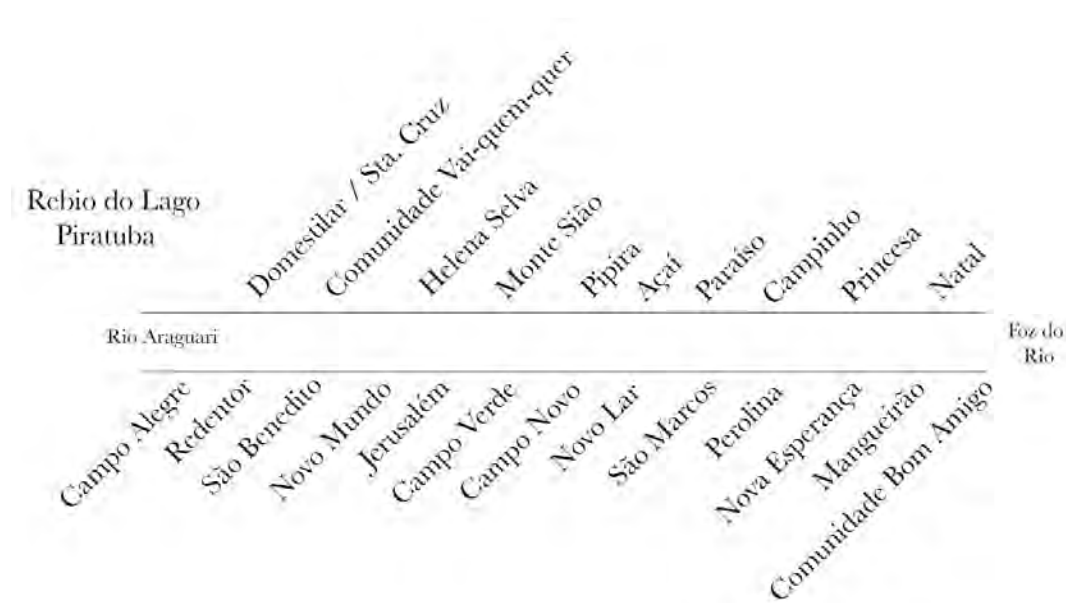 Rebio do Lago
Piratuba
Domestilar / Sta. Cruz
Comunidade Vai-quem-quer
Helena Selva
Monte Sião
Pipira
Açaí
Paraíso
Campinho
Princesa
Natal
Rio Araguari
Foz do
Rio
Campo Alegre
Redentor
São Benedito
Novo Mundo
Jerusalém
Campo Verde
Campo Novo
Novo Lar
São Marcos
Perolina
Nova Esperança
Mangueirão
Comunidade Bom Amigo